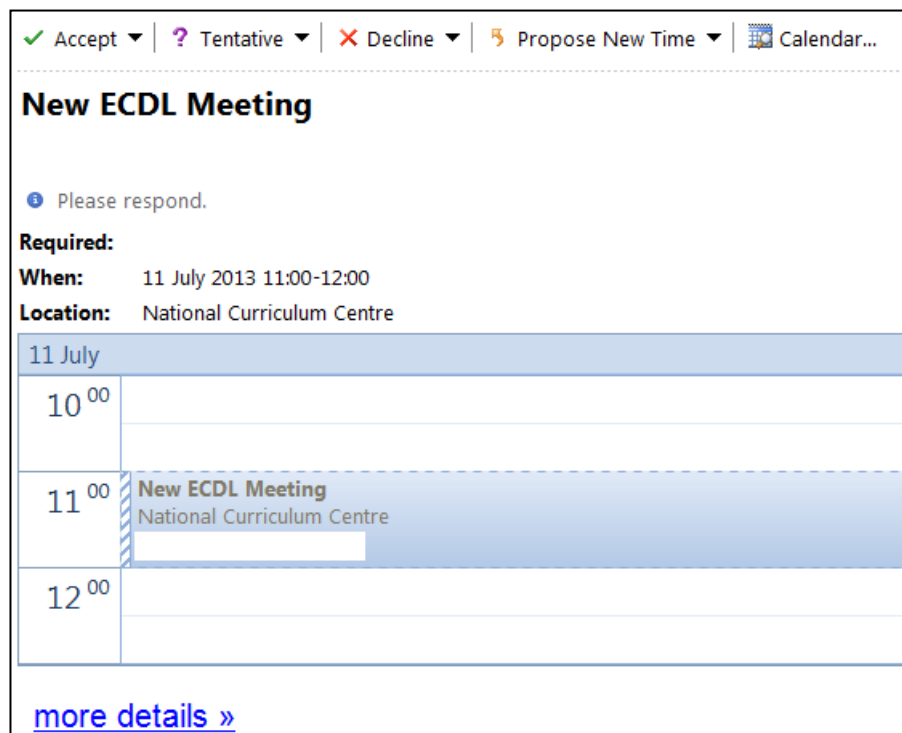 Accept Tentative Decline Propose New Time Calendar...
New ECDL Meeting
Please respond.
Required:
When: 11 July 2013 11:00-12:00
Location: National Curriculum Centre
11 July
10 00
11 00 New ECDL Meeting
National Curriculum Centre
12 00
more details »